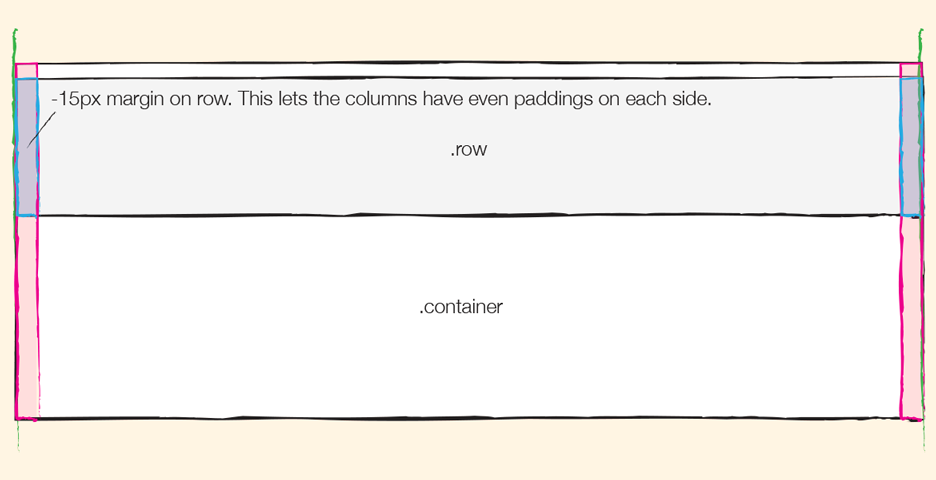 -15px margin on row. This lets the columns have even paddings on each side.
.row
.container